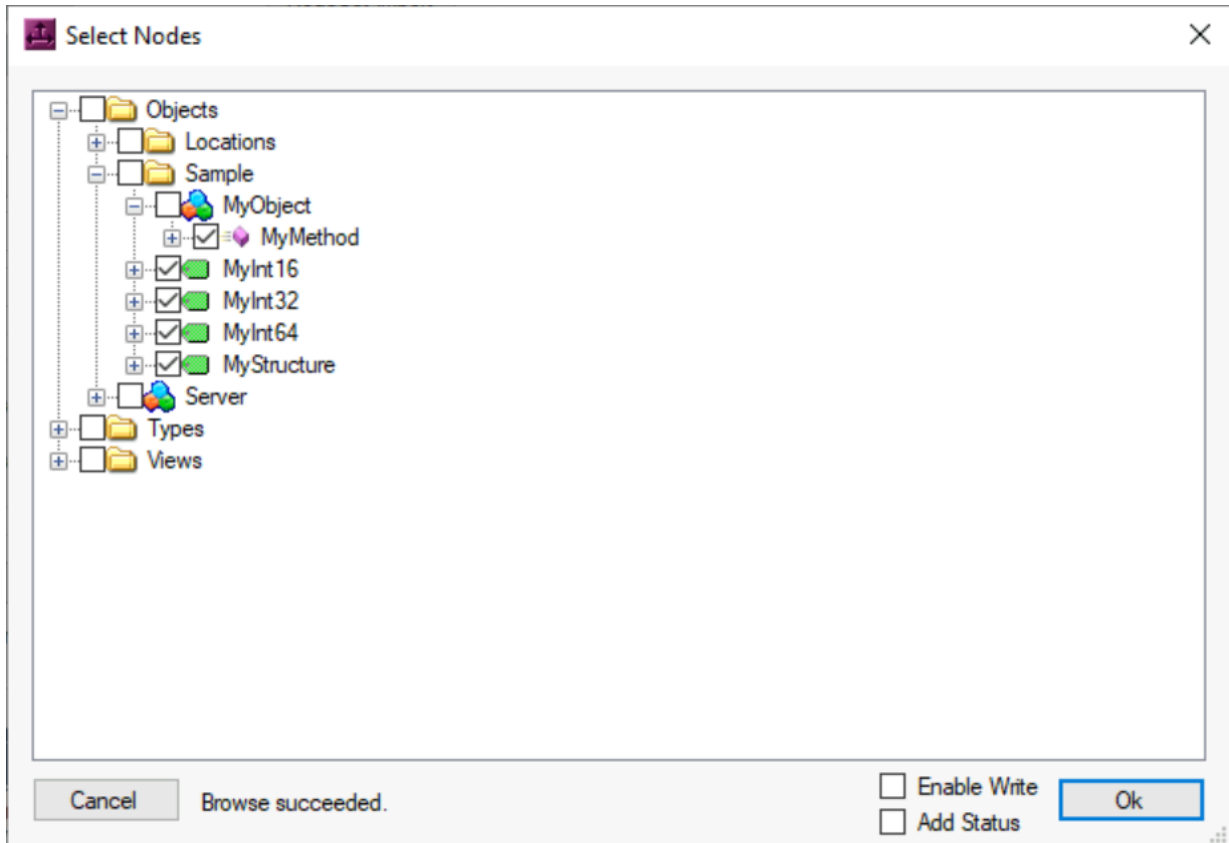 Select Nodes
Objects
Locations
Sample
MyObject
MyMethod
MyInt16
MyInt32
MyInt64
MyStructure
Server
Types
Views
Cancel
Browse succeeded.
Enable Write
Add Status
Ok